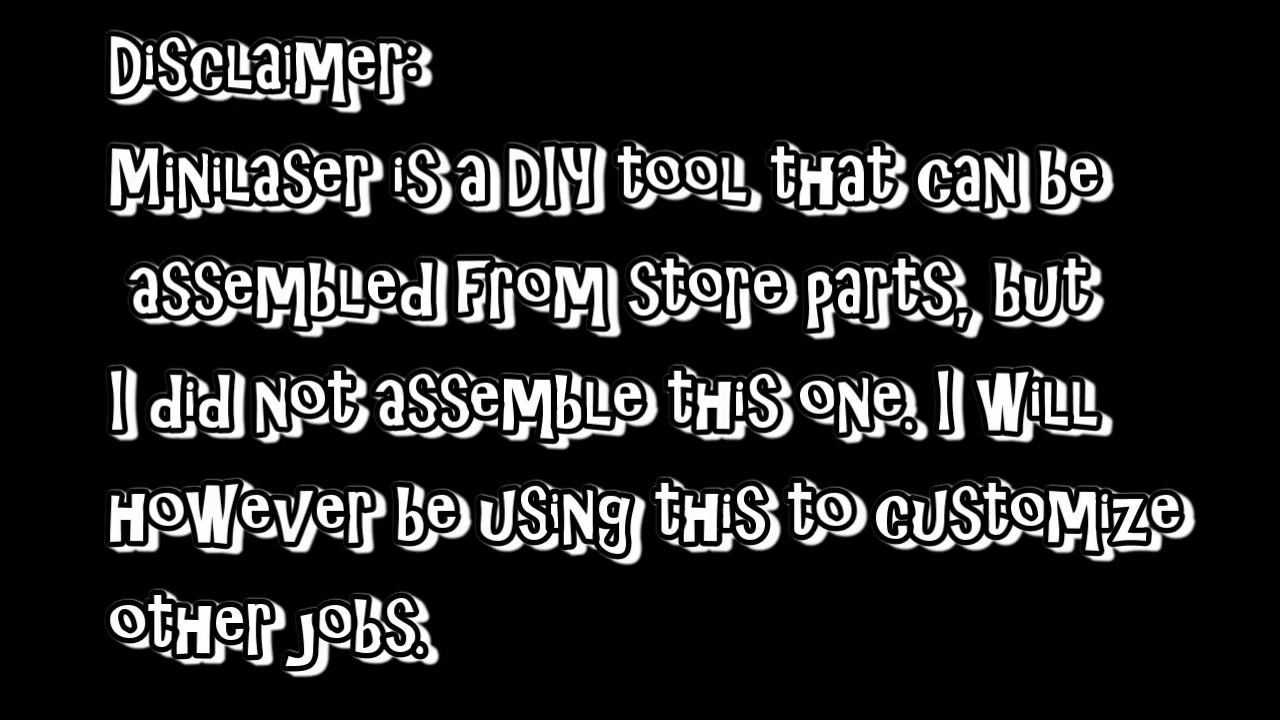 Disclaimer:
Minilaser is a DIY tool that can be
assembled from store parts, but
I did not assemble this one. I will
however be using this to customize
other jobs.